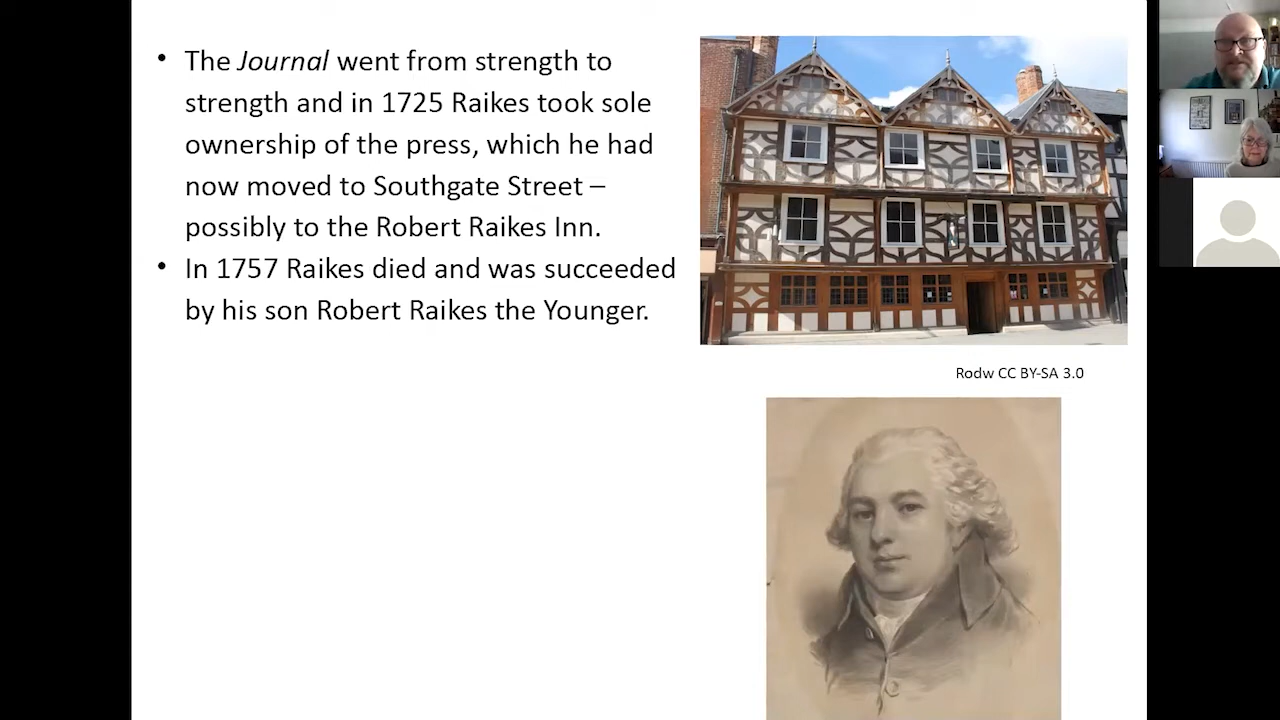 • The Journal went from strength to
strength and in 1725 Raikes took sole
ownership of the press, which he had
now moved to Southgate Street –
possibly to the Robert Raikes Inn.
• In 1757 Raikes died and was succeeded
by his son Robert Raikes the Younger.
Rodw CC BY-SA 3.0